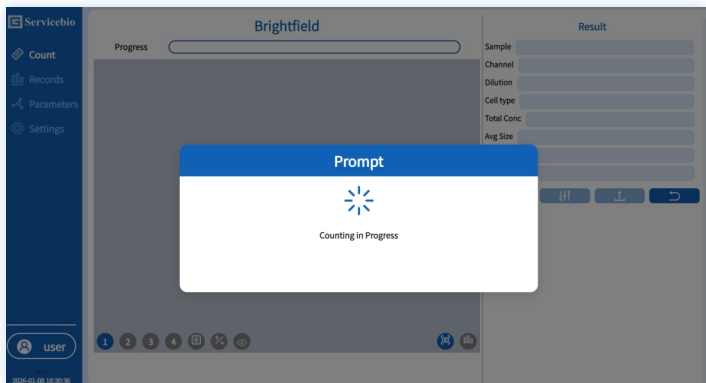 Servicebio
Count
Records
Parameters
Settings
user
2026-01-08 18:30:36
Brightfield
Progress
1 2 3 4
Result
Sample
Channel
Dilution
Cell type
Total Conc
Avg Size
Prompt
Counting in Progress